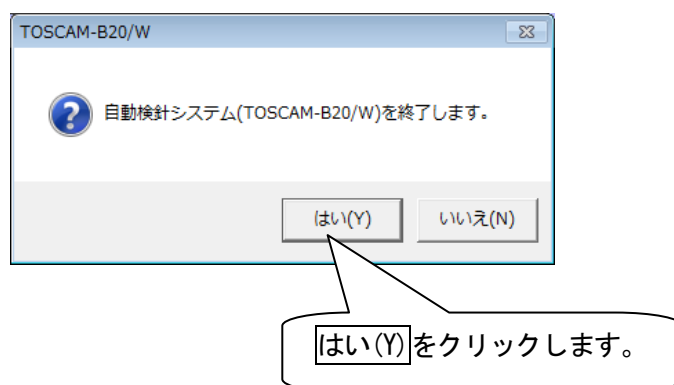 TOSCAM-B20/W
自動検針システム(TOSCAM-B20/W)を終了します。
はい(Y)
いいえ(N)
はい(Y)をクリックします。